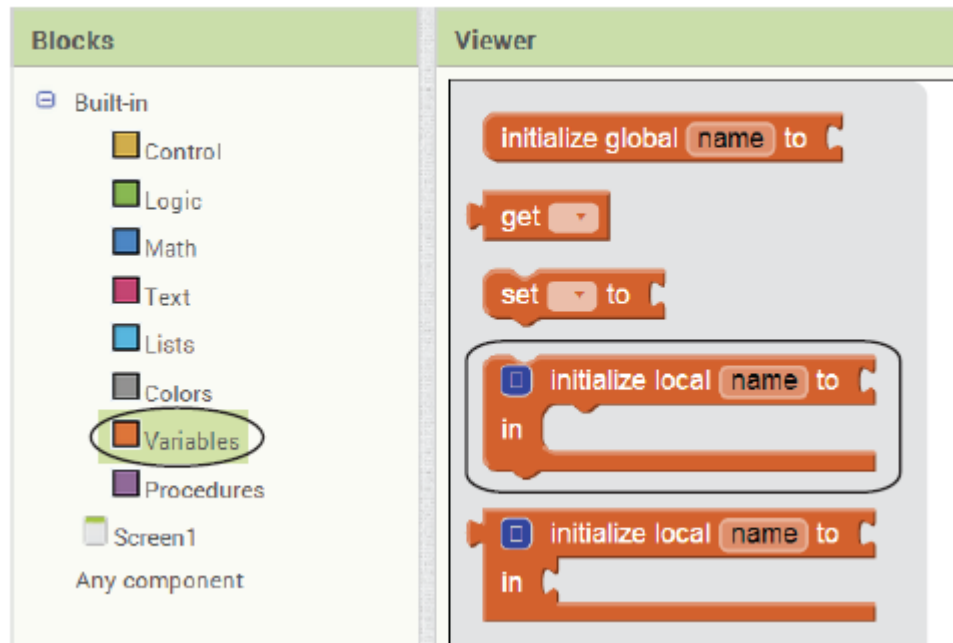 Blocks
Built-in
Control
Logic
Math
Text
Lists
Colors
Variables
Procedures
Screen1
Any component
Viewer
initialize global name to
get
set to
initialize local name to
in
initialize local name to
in